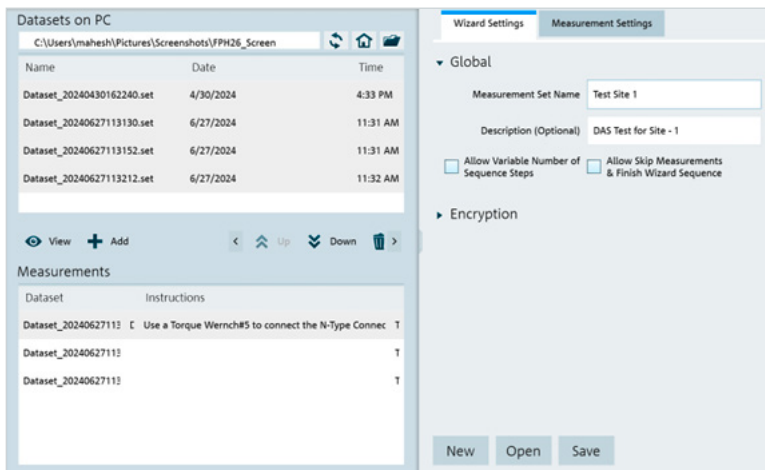 Datasets on PC
C:\Users\mahesh\Pictures\Screenshots\FPH26_Screen
Name Date Time
Dataset_20240430162240.set 4/30/2024 4:33 PM
Dataset_20240627113130.set 6/27/2024 11:31 AM
Dataset_20240627113152.set 6/27/2024 11:31 AM
Dataset_20240627113212.set 6/27/2024 11:32 AM
View Add Up Down
Measurements
Dataset Instructions
Dataset_20240627113 Use a Torque Wernch#5 to connect the N-Type Connec T
Dataset_20240627113 T
Dataset_20240627113 T
Wizard Settings Measurement Settings
Global
Measurement Set Name Test Site 1
Description (Optional) DAS Test for Site - 1
Allow Variable Number of
Sequence Steps
Allow Skip Measurements
& Finish Wizard Sequence
Encryption
New Open Save